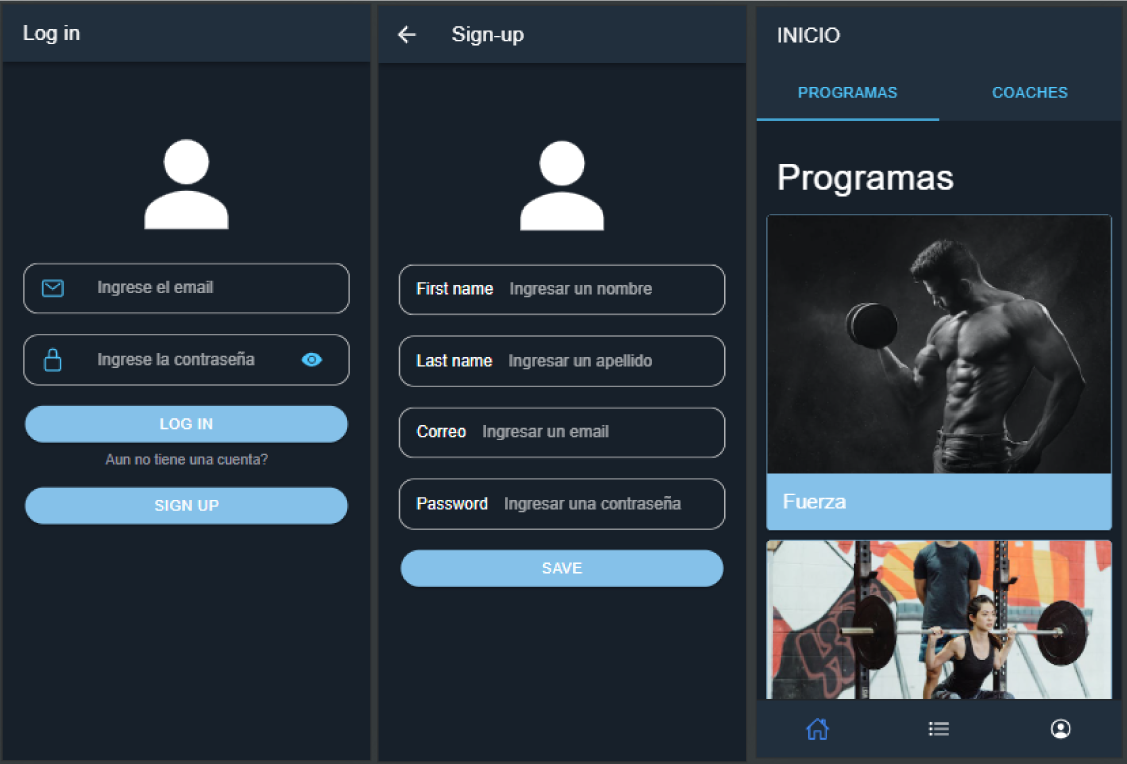 Log in
Ingrese el email
Ingrese la contraseña
LOG IN
Aun no tiene una cuenta?
SIGN UP
Sign-up
First name Ingresar un nombre
Last name Ingresar un apellido
Correo Ingresar un email
Password Ingresar una contraseña
SAVE
INICIO
PROGRAMAS COACHES
Programas
Fuerza